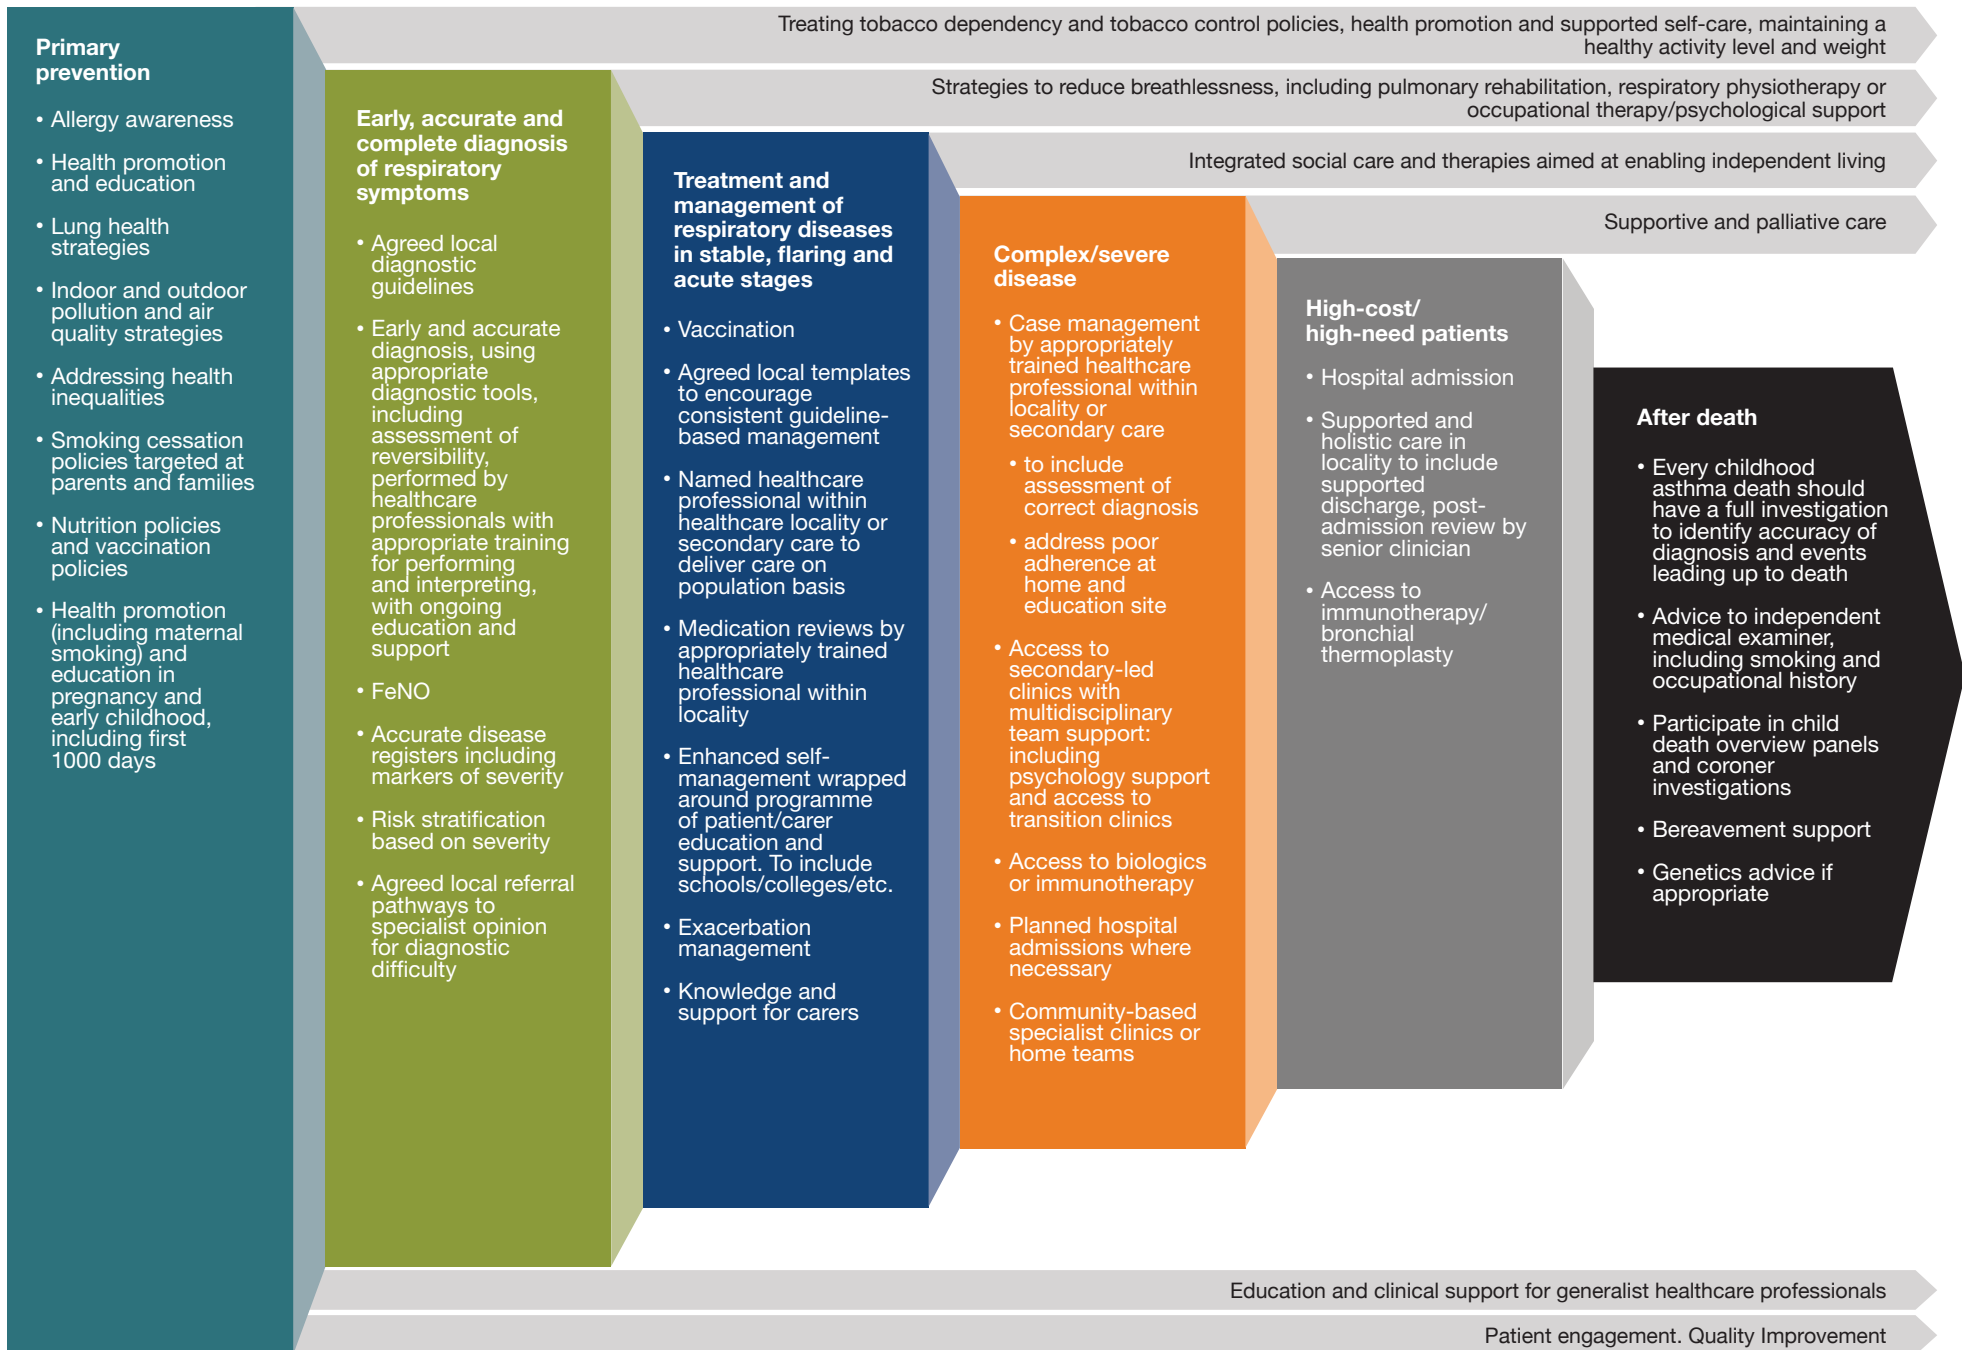 Treating tobacco dependency and tobacco control policies, health promotion and supported self-care, maintaining a
healthy activity level and weight
Strategies to reduce breathlessness, including pulmonary rehabilitation, respiratory physiotherapy or
occupational therapy/psychological support
Integrated social care and therapies aimed at enabling independent living
Supportive and palliative care
Primary
prevention
• Allergy awareness
• Health promotion
and education
• Lung health
strategies
• Indoor and outdoor
pollution and air
quality strategies
• Addressing health
inequalities
• Smoking cessation
policies targeted at
parents and families
• Nutrition policies
and vaccination
policies
• Health promotion
(including maternal
smoking) and
education in
pregnancy and
early childhood,
including first
1000 days
Early, accurate and
complete diagnosis
of respiratory
symptoms
• Agreed local
diagnostic
guidelines
• Early and accurate
diagnosis, using
appropriate
diagnostic tools,
including
assessment of
reversibility,
performed by
healthcare
professionals with
appropriate training
for performing
and interpreting,
with ongoing
education and
support
• FeNO
• Accurate disease
registers including
markers of severity
• Risk stratification
based on severity
• Agreed local referral
pathways to
specialist opinion
for diagnostic
difficulty
Treatment and
management of
respiratory diseases
in stable, flaring and
acute stages
• Vaccination
• Agreed local templates
to encourage
consistent guideline-
based management
• Named healthcare
professional within
healthcare locality or
secondary care to
deliver care on
population basis
• Medication reviews by
appropriately trained
healthcare
professional within
locality
• Enhanced self-
management wrapped
around programme
of patient/carer
education and
support. To include
schools/colleges/etc.
• Exacerbation
management
• Knowledge and
support for carers
Complex/severe
disease
• Case management
by appropriately
trained healthcare
professional within
locality or
secondary care
• to include
assessment of
correct diagnosis
• address poor
adherence at
home and
education site
• Access to
secondary-led
clinics with
multidisciplinary
team support:
including
psychology support
and access to
transition clinics
• Access to biologics
or immunotherapy
• Planned hospital
admissions where
necessary
• Community-based
specialist clinics or
home teams
High-cost/
high-need patients
• Hospital admission
• Supported and
holistic care in
locality to include
supported
discharge, post-
admission review by
senior clinician
• Access to
immunotherapy/
bronchial
thermoplasty
After death
• Every childhood
asthma death should
have a full investigation
to identify accuracy of
diagnosis and events
leading up to death
• Advice to independent
medical examiner,
including smoking and
occupational history
• Participate in child
death overview panels
and coroner
investigations
• Bereavement support
• Genetics advice if
appropriate
Education and clinical support for generalist healthcare professionals
Patient engagement. Quality Improvement